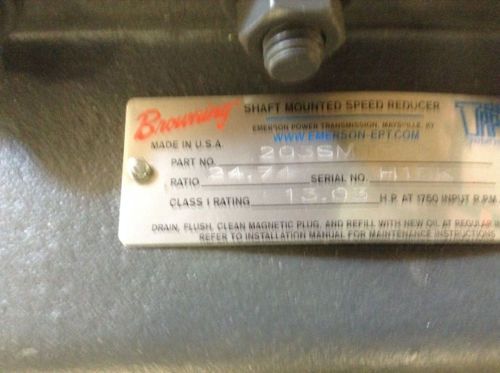 Browning SHAFT MOUNTED SPEED REDUCER
EMERSON POWER TRANSMISSION, MAYSVILLE, KY
MADE IN U.S.A. WWW.EMERSON-EPT.COM
PART NO. 203SM
RATIO 24.74 SERIAL NO.
CLASS I RATING 13.03 H.P. AT 1750 INPUT R.P.M
DRAIN, FLUSH, CLEAN MAGNETIC PLUG, AND REFILL WITH NEW OIL AT REGULAR
REFER TO INSTALLATION MANUAL FOR MAINTENANCE INSTRUCTIONS